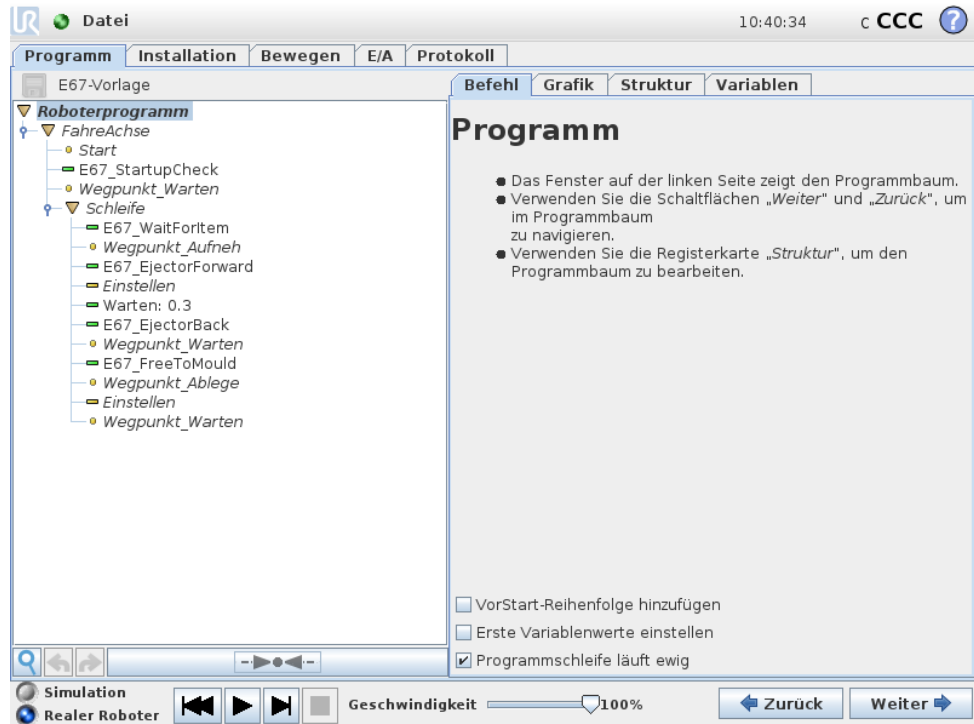 UR Datei 10:40:34 c CCC ?
Programm Installation Bewegen E/A Protokoll
E67-Vorlage
Befehl Grafik Struktur Variablen
Roboterprogramm
FahreAchse
Start
E67_StartupCheck
Wegpunkt_Warten
Schleife
E67_WaitForItem
Wegpunkt_Aufneh
E67_EjectorForward
Einstellen
Warten: 0.3
E67_EjectorBack
Wegpunkt_Warten
E67_FreeToMould
Wegpunkt_Ablege
Einstellen
Wegpunkt_Warten
Programm
Das Fenster auf der linken Seite zeigt den Programmbaum.
Verwenden Sie die Schaltflächen „Weiter" und „Zurück", um
im Programmbaum
zu navigieren.
Verwenden Sie die Registerkarte „Struktur", um den
Programmbaum zu bearbeiten.
VorStart-Reihenfolge hinzufügen
Erste Variablenwerte einstellen
Programmschleife läuft ewig
Simulation
Realer Roboter
Geschwindigkeit 100%
Zurück Weiter